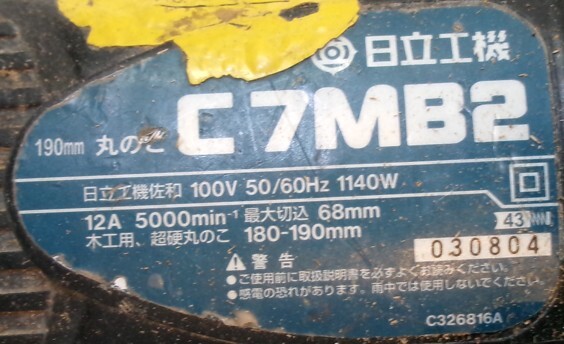 日立工機
190mm 丸のこ C7MB2
日立工機佐和 100V 50/60Hz 1140W
12A 5000min⁻¹ 最大切込 68mm
木工用、超硬丸のこ 180-190mm
43
030804
警告
●ご使用前に取扱説明書を必ずよくお読みください。
●感電の恐れがあります。雨中では使用しないでください。
C326816A